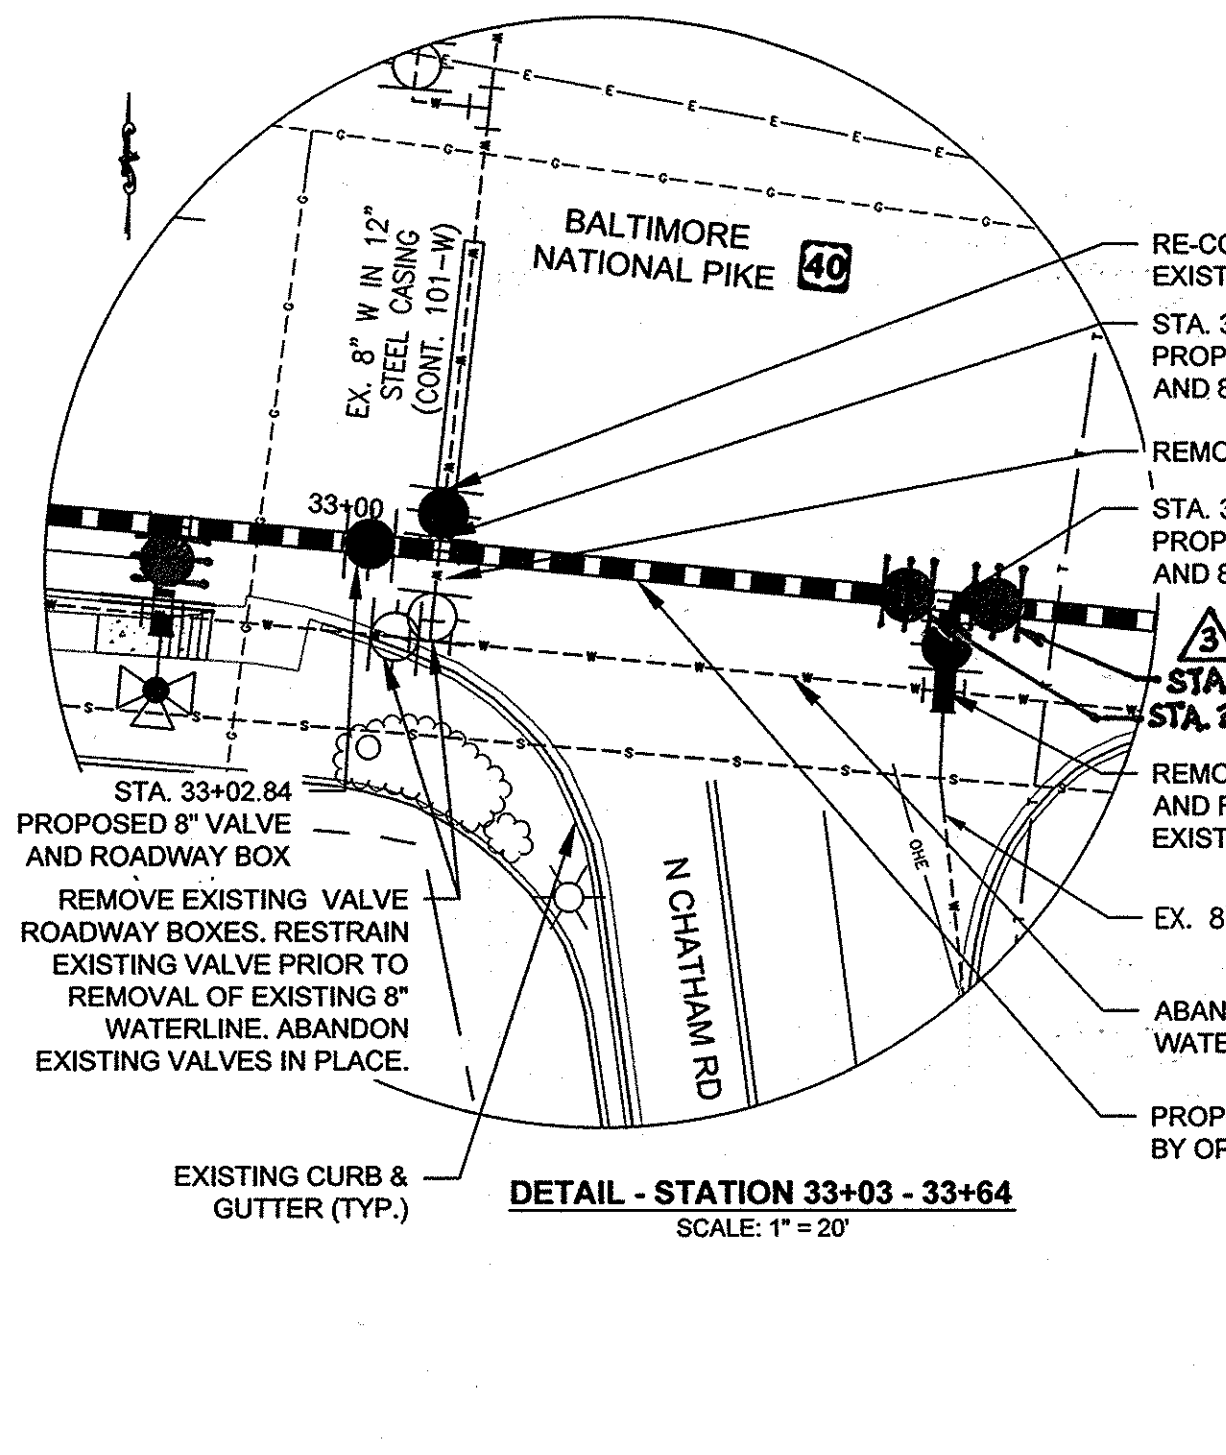 BALTIMORE
NATIONAL PIKE 40
EX. 8" W IN 12"
STEEL CASING
(CONT. 101-W)
33+00
RE-CO
EXIST
STA. 3
PROP
AND 8
REMO
STA. 3
PROP
AND 8
3
STA
STA. 2
REMO
AND F
EXIST
EX. 8
ABAN
WATE
PROP
BY OP
STA. 33+02.84
PROPOSED 8" VALVE
AND ROADWAY BOX
REMOVE EXISTING VALVE
ROADWAY BOXES. RESTRAIN
EXISTING VALVE PRIOR TO
REMOVAL OF EXISTING 8"
WATERLINE. ABANDON
EXISTING VALVES IN PLACE.
EXISTING CURB &
GUTTER (TYP.)
N CHATHAM RD
OHE
DETAIL - STATION 33+03 - 33+64
SCALE: 1" = 20'